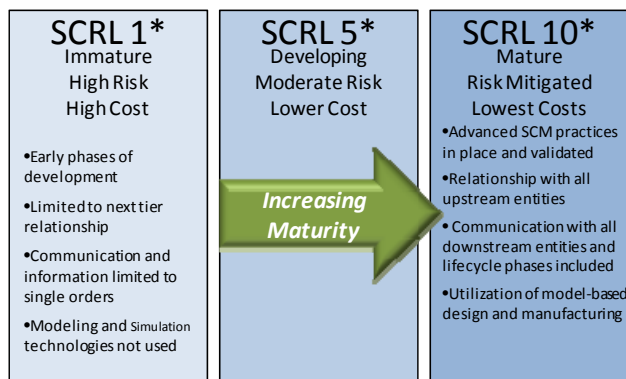 SCRL 1*
Immature
High Risk
High Cost
•Early phases of
development
•Limited to next tier
relationship
•Communication and
information limited to
single orders
•Modeling and Simulation
technologies not used
SCRL 5*
Developing
Moderate Risk
Lower Cost
Increasing
Maturity
SCRL 10*
Mature
Risk Mitigated
Lowest Costs
•Advanced SCM practices
in place and validated
•Relationship with all
upstream entities
• Communication with all
downstream entities and
lifecycle phases included
•Utilization of model-based
design and manufacturing